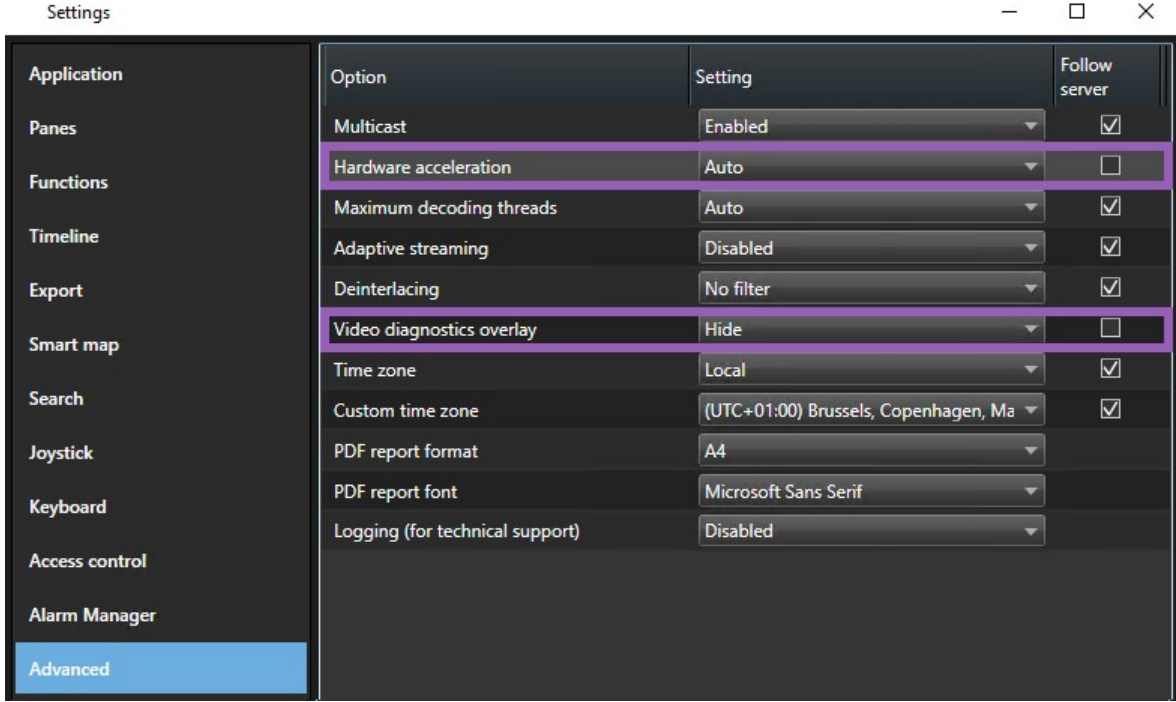 Settings
Application
Panes
Functions
Timeline
Export
Smart map
Search
Joystick
Keyboard
Access control
Alarm Manager
Advanced
Option Setting Follow server
Multicast Enabled
Hardware acceleration Auto
Maximum decoding threads Auto
Adaptive streaming Disabled
Deinterlacing No filter
Video diagnostics overlay Hide
Time zone Local
Custom time zone (UTC+01:00) Brussels, Copenhagen, Ma
PDF report format A4
PDF report font Microsoft Sans Serif
Logging (for technical support) Disabled